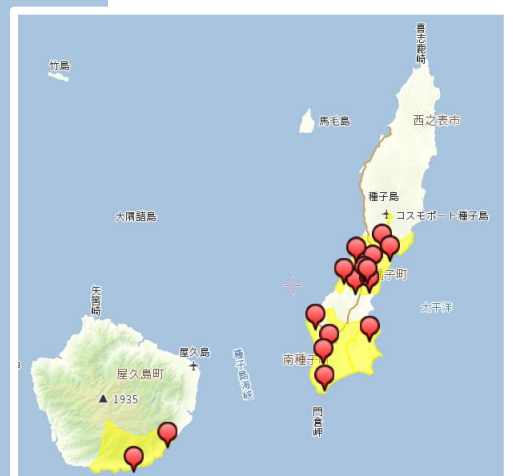 喜志鹿崎
竹島
馬毛島
西之表市
種子島
コスモポート種子島
大隅諸島
種子町
太平洋
矢筈崎
屋久島
種子島海峡
南種子
屋久島町
1935
門倉岬